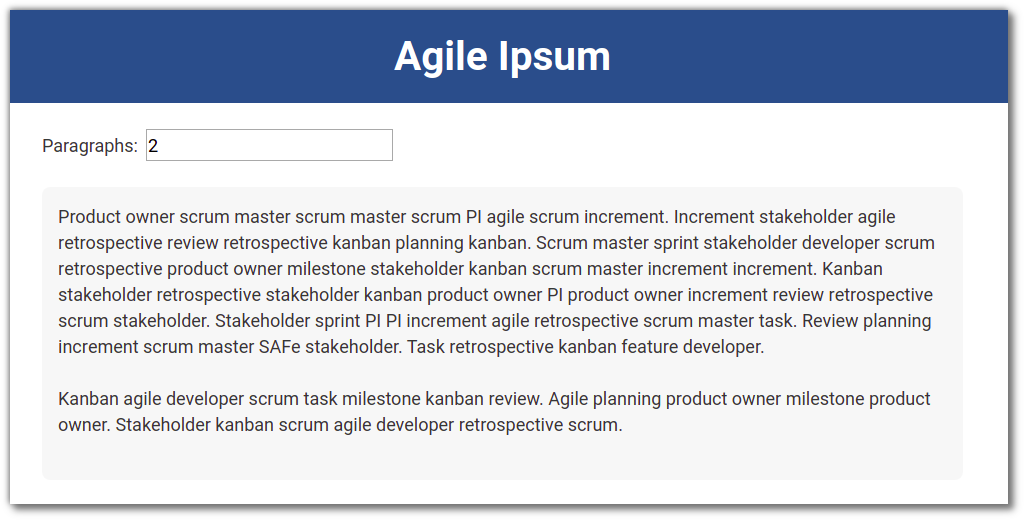 Agile Ipsum
Paragraphs: 2
Product owner scrum master scrum master scrum PI agile scrum increment. Increment stakeholder agile
retrospective review retrospective kanban planning kanban. Scrum master sprint stakeholder developer scrum
retrospective product owner milestone stakeholder kanban scrum master increment increment. Kanban
stakeholder retrospective stakeholder kanban product owner PI product owner increment review retrospective
scrum stakeholder. Stakeholder sprint PI PI increment agile retrospective scrum master task. Review planning
increment scrum master SAFe stakeholder. Task retrospective kanban feature developer.
Kanban agile developer scrum task milestone kanban review. Agile planning product owner milestone product
owner. Stakeholder kanban scrum agile developer retrospective scrum.